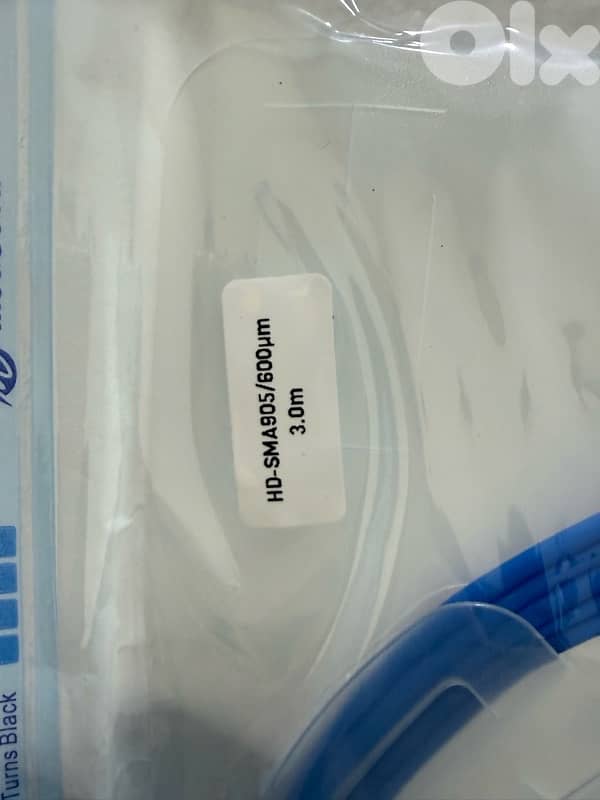 HD-SMA905/600µm
3.0m
Turns Black
Olx